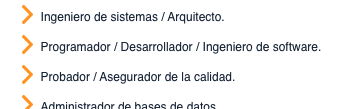 Ingeniero de sistemas / Arquitecto.
Programador / Desarrollador / Ingeniero de software.
Probador / Asegurador de la calidad.
Administrador de bases de datos